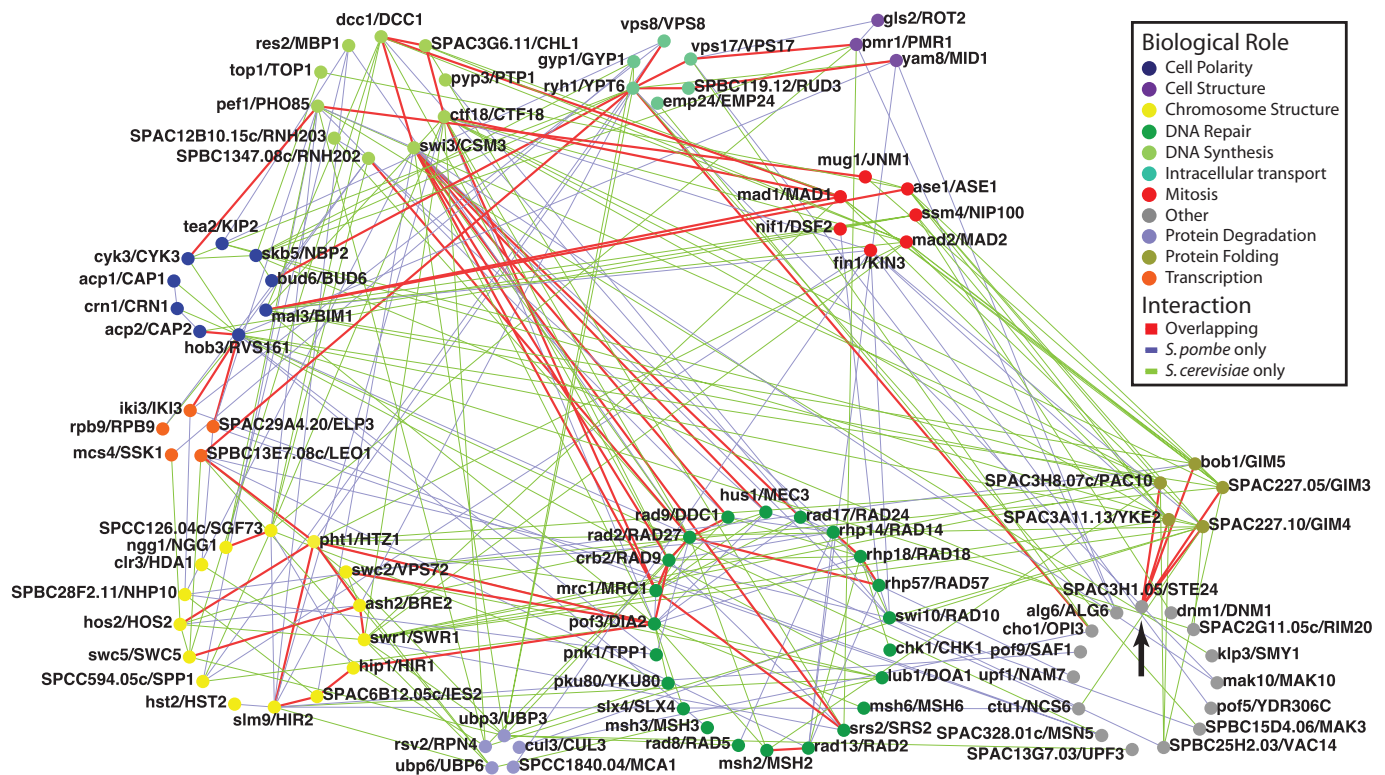 dcc1/DCC1
res2/MBP1
SPAC3G6.11/CHL1
top1/TOP1
pyp3/PTP1
pef1/PHO85
ctf18/CTF18
SPAC12B10.15c/RNH203
swi3/CSM3
SPBC1347.08c/RNH202
vps8/VPS8
vps17/VPS17
gyp1/GYP1
ryh1/YPT6
SPBC119.12/RUD3
emp24/EMP24
gls2/ROT2
pmr1/PMR1
yam8/MID1
mug1/JNM1
mad1/MAD1
ase1/ASE1
ssm4/NIP100
nif1/DSF2
mad2/MAD2
fin1/KIN3
tea2/KIP2
cyk3/CYK3
skb5/NBP2
acp1/CAP1
bud6/BUD6
crn1/CRN1
mal3/BIM1
acp2/CAP2
hob3/RVS161
iki3/IKI3
rpb9/RPB9
SPAC29A4.20/ELP3
mcs4/SSK1
SPBC13E7.08c/LEO1
SPCC126.04c/SGF73
pht1/HTZ1
ngg1/NGG1
clr3/HDA1
swc2/VPS72
SPBC28F2.11/NHP10
ash2/BRE2
hos2/HOS2
swr1/SWR1
swc5/SWC5
hip1/HIR1
SPCC594.05c/SPP1
SPAC6B12.05c/IES2
hst2/HST2
slm9/HIR2
ubp3/UBP3
rsv2/RPN4
cul3/CUL3
ubp6/UBP6
SPCC1840.04/MCA1
hus1/MEC3
rad9/DDC1
rad17/RAD24
rad2/RAD27
rhp14/RAD14
crb2/RAD9
rhp18/RAD18
mrc1/MRC1
rhp57/RAD57
pof3/DIA2
swi10/RAD10
pnk1/TPP1
chk1/CHK1
pku80/YKU80
lub1/DOA1
slx4/SLX4
msh6/MSH6
msh3/MSH3
srs2/SRS2
rad8/RAD5
rad13/RAD2
msh2/MSH2
bob1/GIM5
SPAC3H8.07c/PAC10
SPAC227.05/GIM3
SPAC3A11.13/YKE2
SPAC227.10/GIM4
SPAC3H1.05/STE24
alg6/ALG6
dnm1/DNM1
cho1/OPI3
SPAC2G11.05c/RIM20
pof9/SAF1
klp3/SMY1
upf1/NAM7
mak10/MAK10
ctu1/NCS6
pof5/YDR306C
SPAC328.01c/MSN5
SPBC15D4.06/MAK3
SPAC13G7.03/UPF3
SPBC25H2.03/VAC14
Biological Role
Cell Polarity
Cell Structure
Chromosome Structure
DNA Repair
DNA Synthesis
Intracellular transport
Mitosis
Other
Protein Degradation
Protein Folding
Transcription
Interaction
Overlapping
S. pombe only
S. cerevisiae only